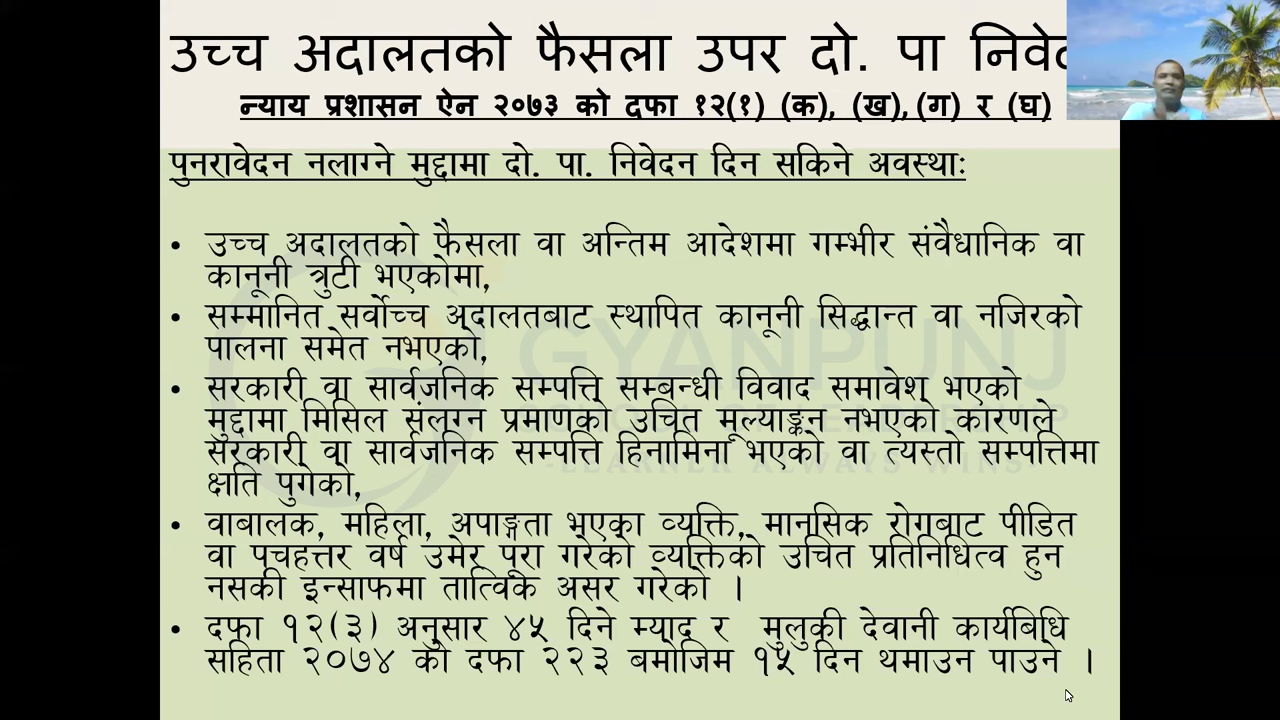 उच्च अदालतको फैसला उपर दो. पा
न्याय प्रशासन ऐन २०७३ को दफा १२(१) (क), (ख), (ग) र (घ)
पुनरावेदन नलाग्ने मुद्दामा दो. पा. निवेदन दिन सकिने अवस्थाः
• उच्च अदालतको फैसला वा अन्तिम आदेशमा गम्भीर संवैधानिक वा
कानूनी त्रुटी भएकोमा,
• सम्मानित सर्वोच्च अदालतबाट स्थापित कानूनी सिद्धान्त वा नजिरको
पालना समेत नभएको,
• सरकारी वा सार्वजनिक सम्पत्ति सम्बन्धी विवाद समावेश भएको
मुद्दामा मिसिल संलग्न प्रमाणको उचित मूल्याङ्कन नभएको कारणले
सरकारी वा सार्वजनिक सम्पत्ति हिनामिना भएको वा त्यस्तो सम्पत्तिमा
क्षति पुगेको,
• वाबालक, महिला, अपाङ्गता भएका व्यक्ति, मानसिक रोगबाट पीडित
वा पचहत्तर वर्ष उमेर पूरा गरेको व्यक्तिको उचित प्रतिनिधित्व हुन
नसकी इन्साफमा तात्विक असर गरेको ।
• दफा १२(३) अनुसार ४५ दिने म्याद र मुलुकी देवानी कार्यबिधि
सहिता २०७४ को दफा २२३ बमोजिम १५ दिन थमाउन पाउने ।
GYANPUNJ
-LEARNER ALWAYS WINS-